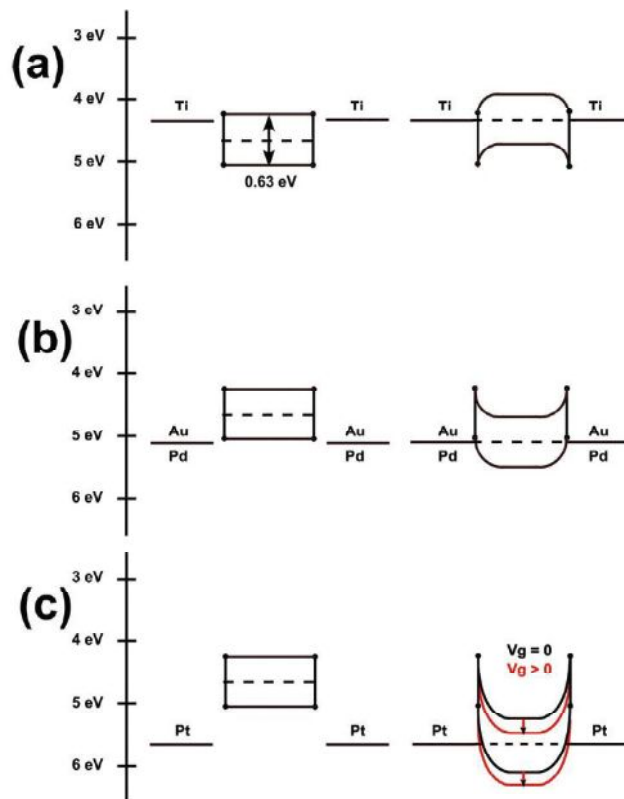 (a)
3 eV
4 eV
5 eV
6 eV
Ti
Ti
Ti
Ti
0.63 eV
(b)
3 eV
4 eV
5 eV
6 eV
Au
Pd
Au
Pd
Au
Pd
Au
Pd
(c)
3 eV
4 eV
5 eV
6 eV
Pt
Pt
Pt
Pt
Vg = 0
Vg > 0